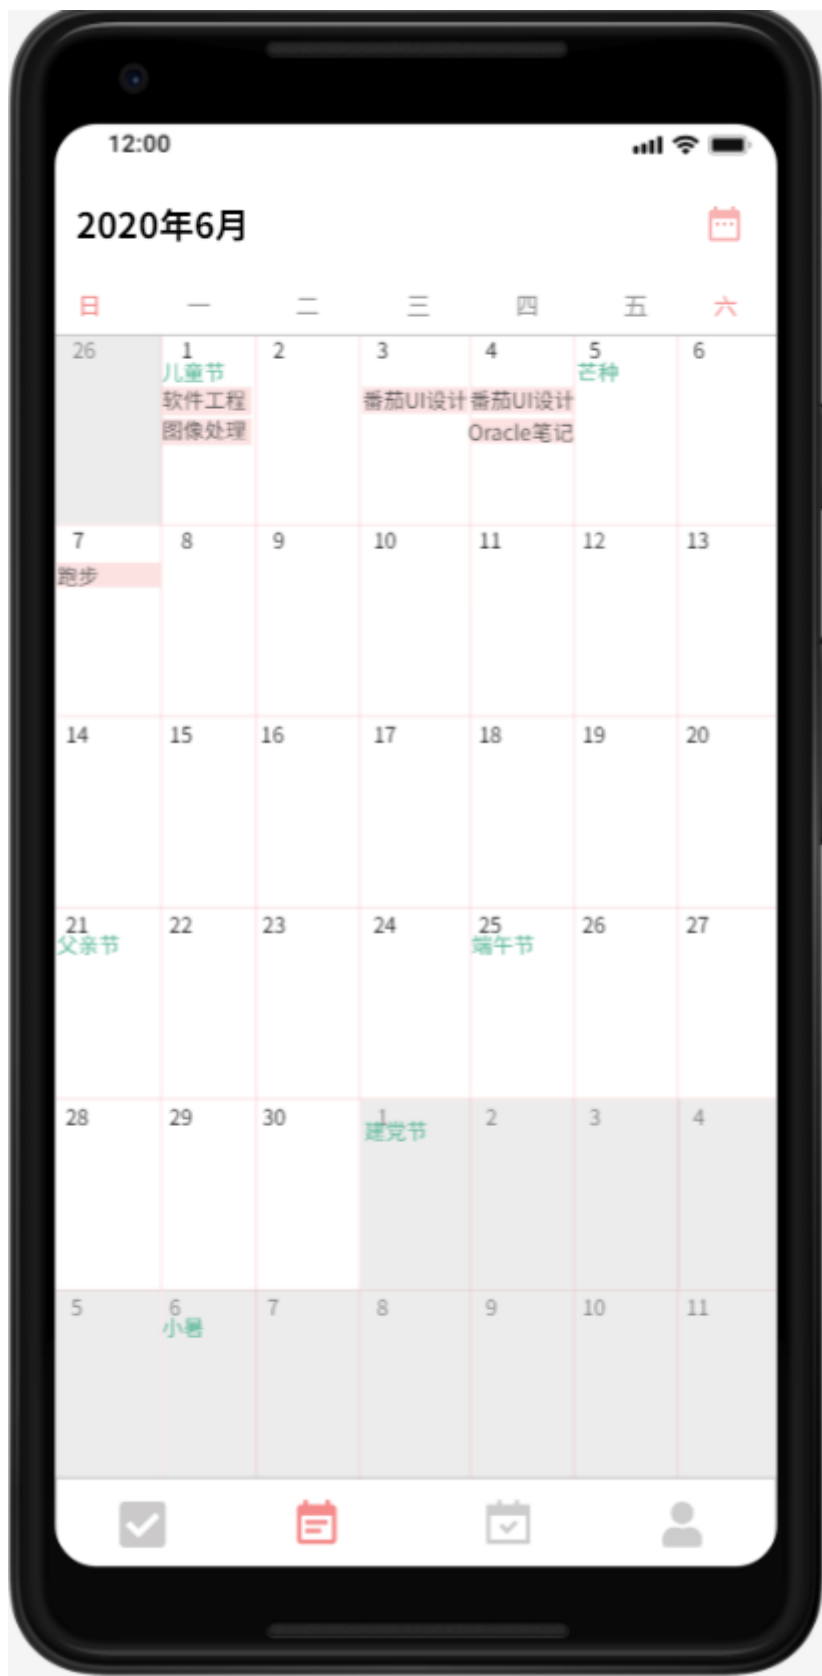 12:00
2020年6月
日 一 二 三 四 五 六
26 1 2 3 4 5 6
儿童节 芒种
软件工程 番茄UI设计 番茄UI设计
图像处理 Oracle笔记
7 8 9 10 11 12 13
跑步
14 15 16 17 18 19 20
21 22 23 24 25 26 27
父亲节 端午节
28 29 30 1 2 3 4
建党节
5 6 7 8 9 10 11
小暑